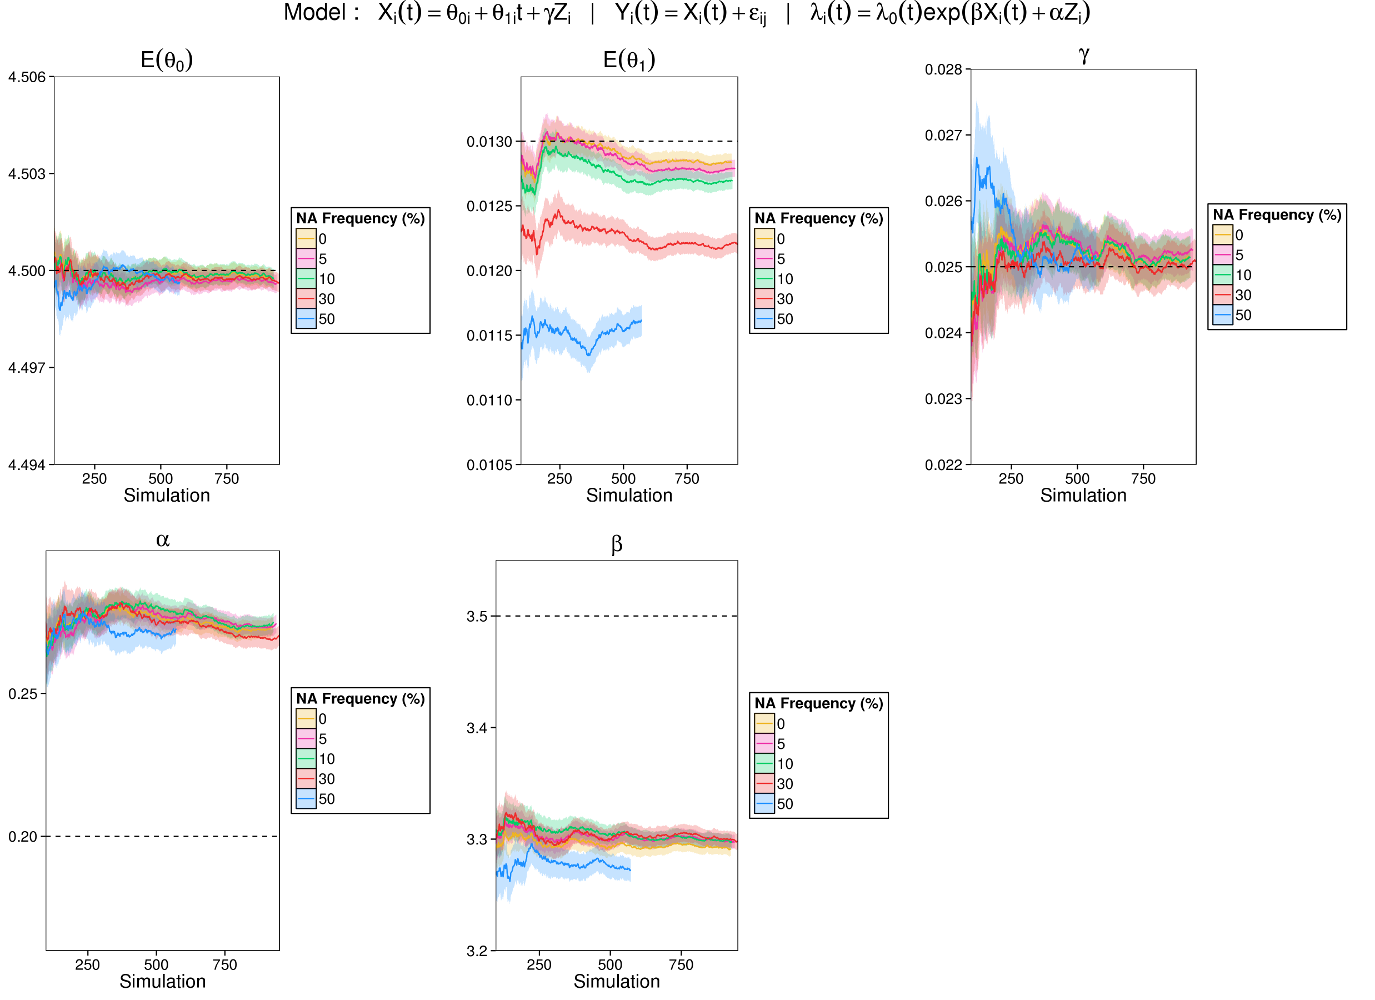 Model : Xᵢ(t) = θ₀ᵢ + θ₁ᵢt + γZᵢ | Yᵢ(t) = Xᵢ(t) + εᵢⱼ | λᵢ(t) = λ₀(t)exp(βXᵢ(t) + αZᵢ)
E(θ₀)
4.506
4.503
4.500
4.497
4.494
250 500 750
Simulation
NA Frequency (%)
0
5
10
30
50
E(θ₁)
0.0130
0.0125
0.0120
0.0115
0.0110
0.0105
250 500 750
Simulation
NA Frequency (%)
0
5
10
30
50
γ
0.028
0.027
0.026
0.025
0.024
0.023
0.022
250 500 750
Simulation
NA Frequency (%)
0
5
10
30
50
α
0.25
0.20
250 500 750
Simulation
NA Frequency (%)
0
5
10
30
50
β
3.5
3.4
3.3
3.2
250 500 750
Simulation
NA Frequency (%)
0
5
10
30
50